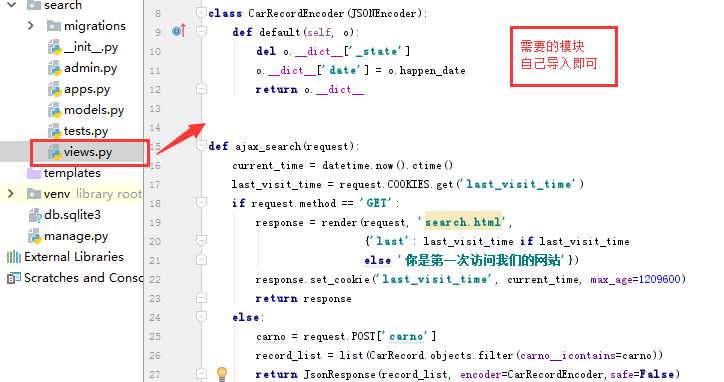 search
migrations
__init__.py
admin.py
apps.py
models.py
tests.py
views.py
templates
venv library root
db.sqlite3
manage.py
External Libraries
Scratches and Conso
8 class CarRecordEncoder(JSONEncoder):
9 def default(self, o):
10 del o.__dict__['_state']
11 o.__dict__['date'] = o.happen_date
12 return o.__dict__
13
14
15 def ajax_search(request):
16 current_time = datetime.now().ctime()
17 last_visit_time = request.COOKIES.get('last_visit_time')
18 if request.method == 'GET':
19 response = render(request, 'search.html',
20 {'last': last_visit_time if last_visit_time
21 else '你是第一次访问我们的网站'})
22 response.set_cookie('last_visit_time', current_time, max_age=1209600)
23 return response
24 else:
25 carno = request.POST['carno']
26 record_list = list(CarRecord.objects.filter(carno__icontains=carno))
27 return JsonResponse(record_list, encoder=CarRecordEncoder,safe=False)
需要的模块
自己导入即可